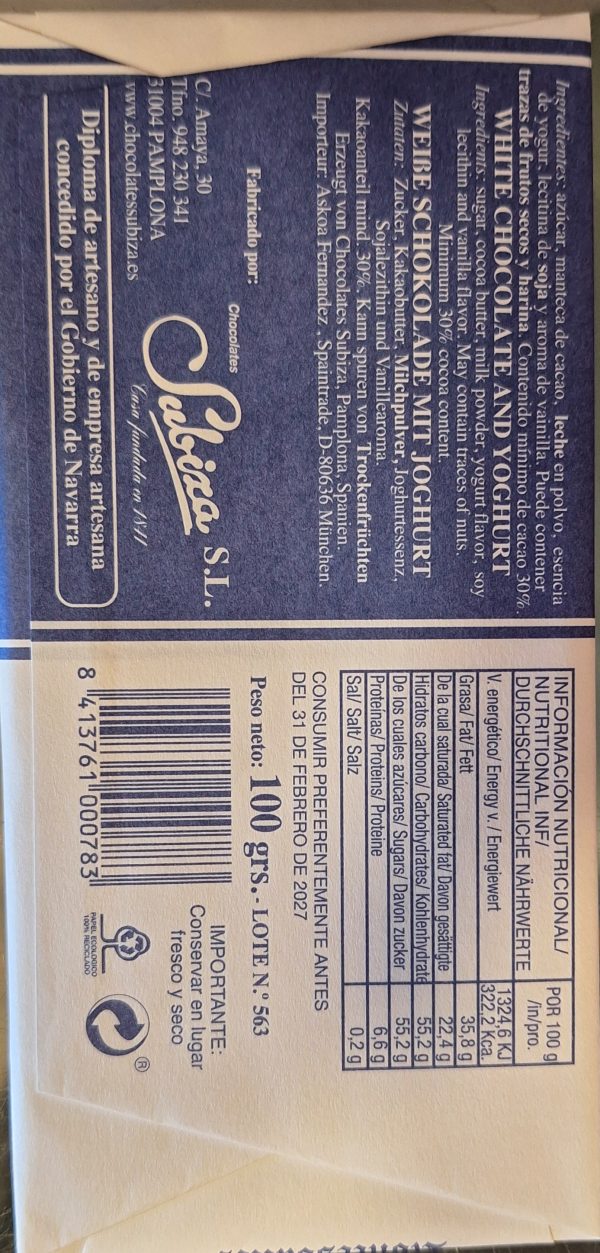 Ingredientes: azúcar, manteca de cacao, leche en polvo, esencia
de yogur, lecitina de soja y aroma de vainilla. Puede contener
trazas de frutos secos y harina. Contenido mínimo de cacao 30%.
WHITE CHOCOLATE AND YOGHURT
Ingredients: sugar, cocoa butter, milk powder, yogurt flavor, soy-
lecithin and vanilla flavor. May contain traces of nuts.
Minimum 30% cocoa content.
WEIBE SCHOKOLADE MIT JOGHURT
Zutaten: Zucker, Kakaobutter, Milchpulver, Joghurtessenz,
Sojalezithin und Vanillearoma.
Kakaoanteil mind. 30%. Kann spuren von Trockenfrüchten
Erzeugt von Chocolates Subiza, Pamplona, Spanien.
Importeur: Askoa Fernandez , Spaintrade, D-80636 München.
Fabricado por:
Chocolates
Subiza S.L.
Casa fundada en 1841
C/ Amaya, 30
Tfno. 948 230 341
31004 PAMPLONA
www.chocolatessubiza.es
Diploma de artesano y de empresa artesana
concedido por el Gobierno de Navarra
INFORMACIÓN NUTRICIONAL/
NUTRITIONAL INF/
DURCHSCHNITTLICHE NÄHRWERTE
POR 100 g
/in/pro.
V. energético/ Energy v. / Energiewert 1324,6 KJ
322,2 Kca.
Grasa/ Fat/ Fett 35,8 g
De la cual saturada/ Saturated fat/ Davon gesättigte 22,4 g
Hidratos carbono/ Carbohydrates/ Kohlenhydrate 55,2 g
De los cuales azúcares/ Sugars/ Davon zucker 55,2 g
Proteínas/ Proteins/ Proteine 6,6 g
Sal/ Salt/ Salz 0,2 g
CONSUMIR PREFERENTEMENTE ANTES
DEL 31 DE FEBRERO DE 2027
Peso neto: 100 grs.- LOTE N.º 563
IMPORTANTE:
Conservar en lugar
fresco y seco
8 413761 000783
PAPEL ECOLOGICO
100% RECICLADO
®